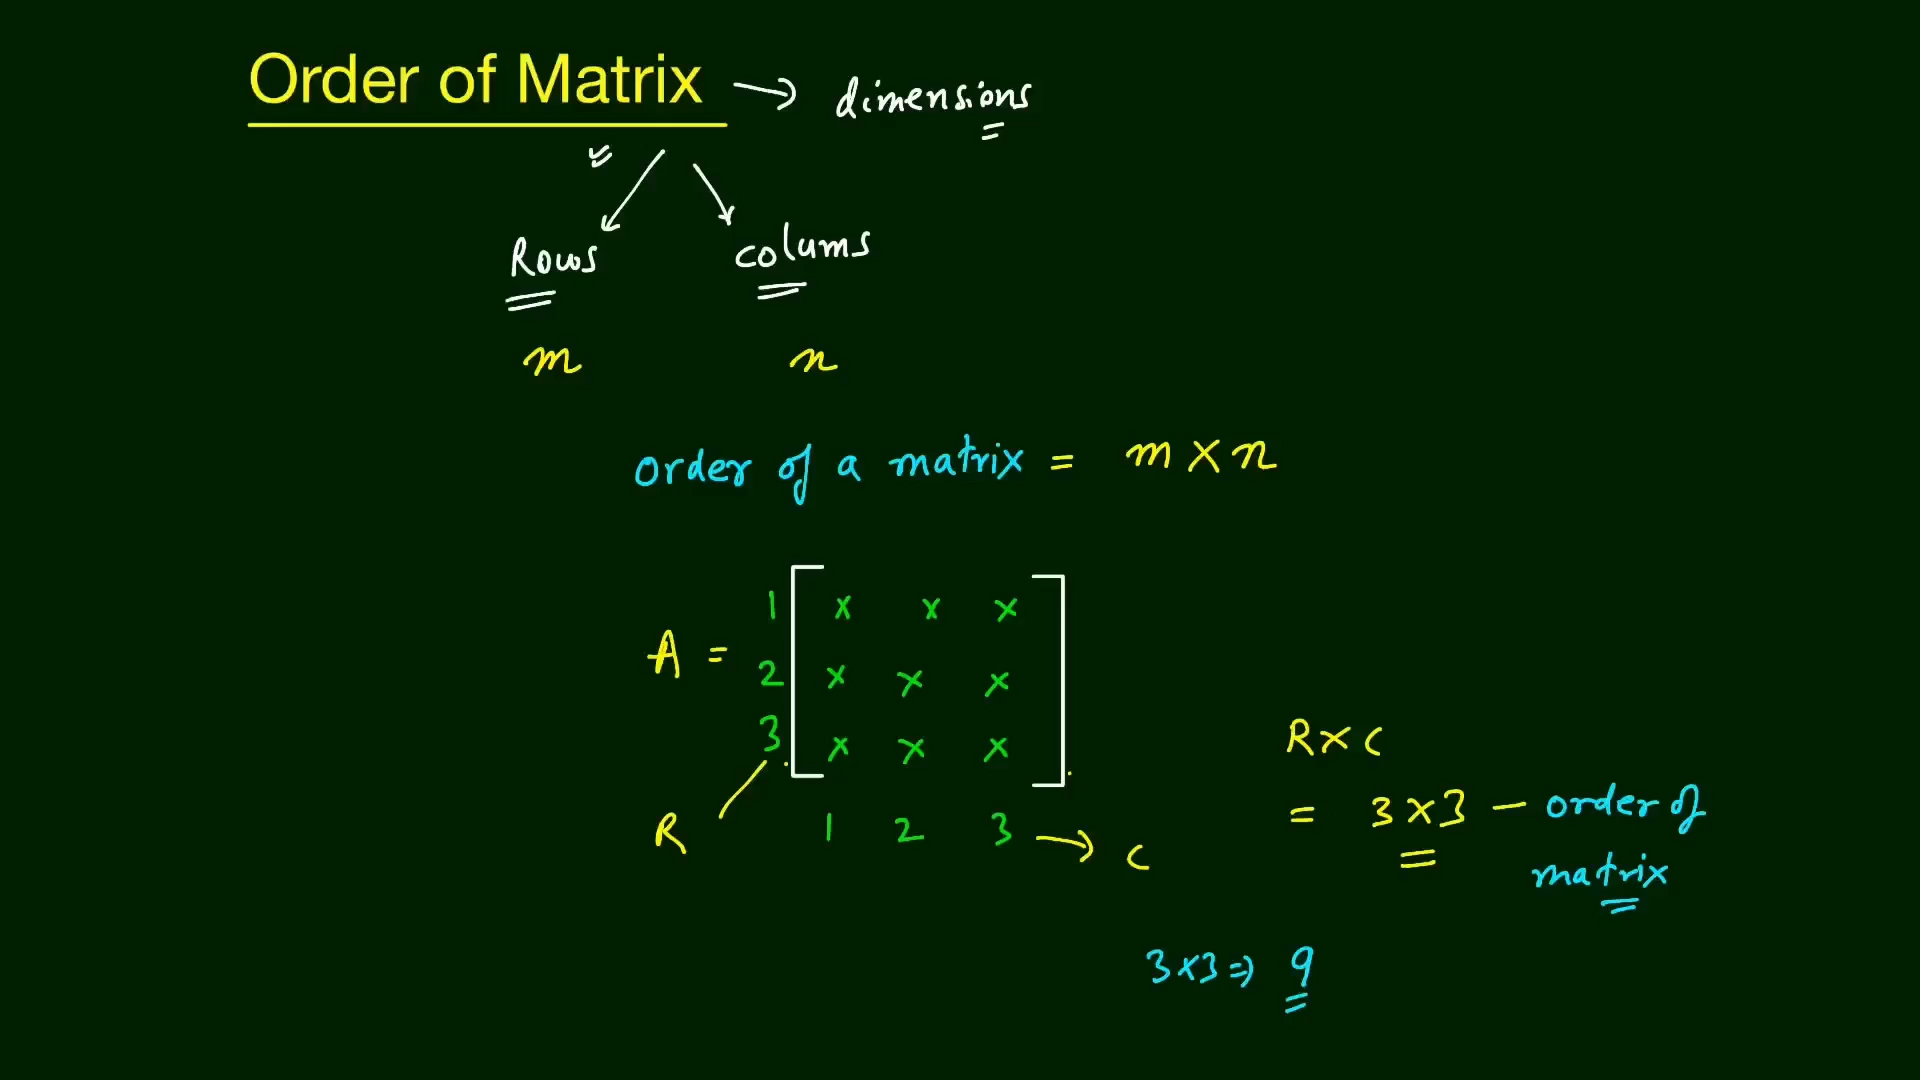 Order of Matrix → dimensions
Rows colums
m n
order of a matrix = m × n
1 x x x
A = 2 x x x
3 x x x
R 1 2 3 → C
R × C
= 3 × 3 — order of
matrix
3 × 3 ⇒ 9